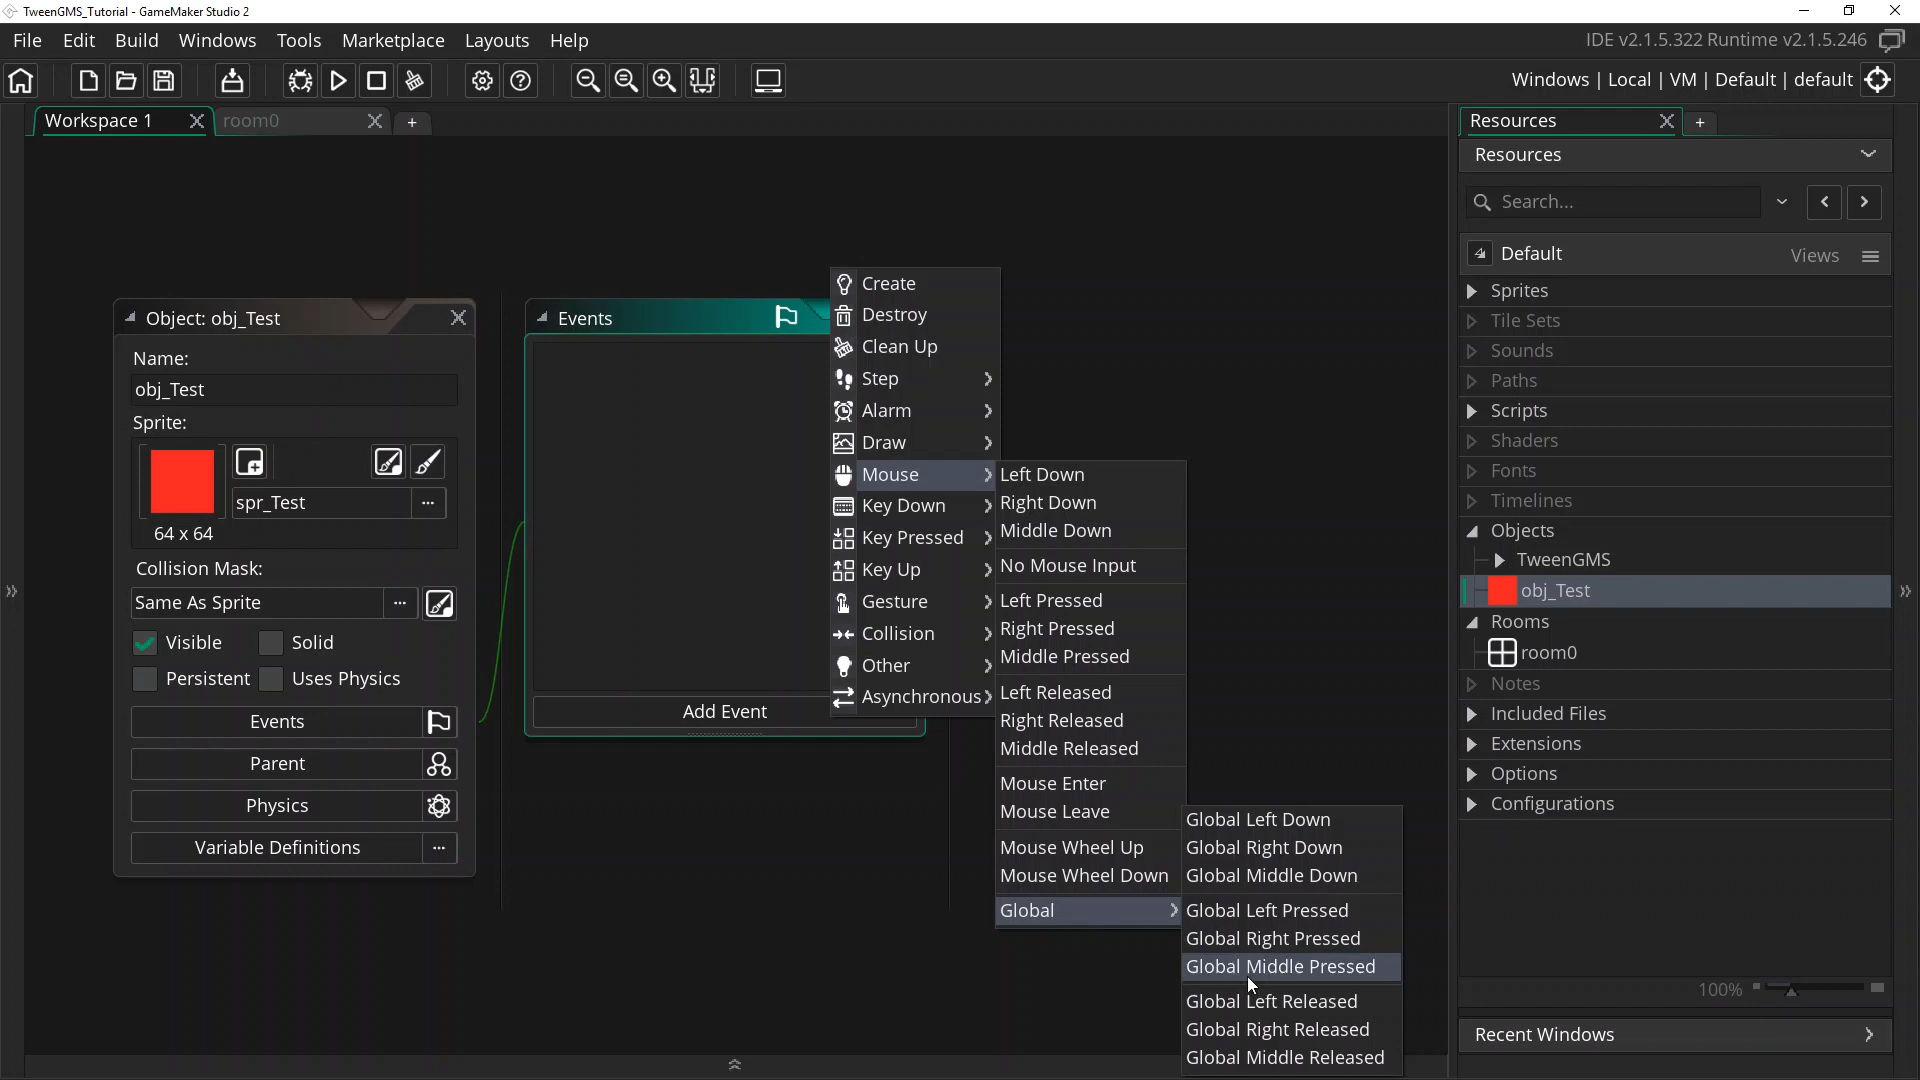 TweenGMS_Tutorial - GameMaker Studio 2
File Edit Build Windows Tools Marketplace Layouts Help
IDE v2.1.5.322 Runtime v2.1.5.246
Windows | Local | VM | Default | default
Workspace 1
room0
+
Object: obj_Test
Name:
obj_Test
Sprite:
spr_Test
...
64 x 64
Collision Mask:
Same As Sprite
...
Visible
Solid
Persistent
Uses Physics
Events
Parent
Physics
Variable Definitions
...
Events
Add Event
Create
Destroy
Clean Up
Step
Alarm
Draw
Mouse
Key Down
Key Pressed
Key Up
Gesture
Collision
Other
Asynchronous
Left Down
Right Down
Middle Down
No Mouse Input
Left Pressed
Right Pressed
Middle Pressed
Left Released
Right Released
Middle Released
Mouse Enter
Mouse Leave
Mouse Wheel Up
Mouse Wheel Down
Global
Global Left Down
Global Right Down
Global Middle Down
Global Left Pressed
Global Right Pressed
Global Middle Pressed
Global Left Released
Global Right Released
Global Middle Released
Resources
+
Resources
Search...
Default
Views
Sprites
Tile Sets
Sounds
Paths
Scripts
Shaders
Fonts
Timelines
Objects
TweenGMS
obj_Test
Rooms
room0
Notes
Included Files
Extensions
Options
Configurations
100%
Recent Windows